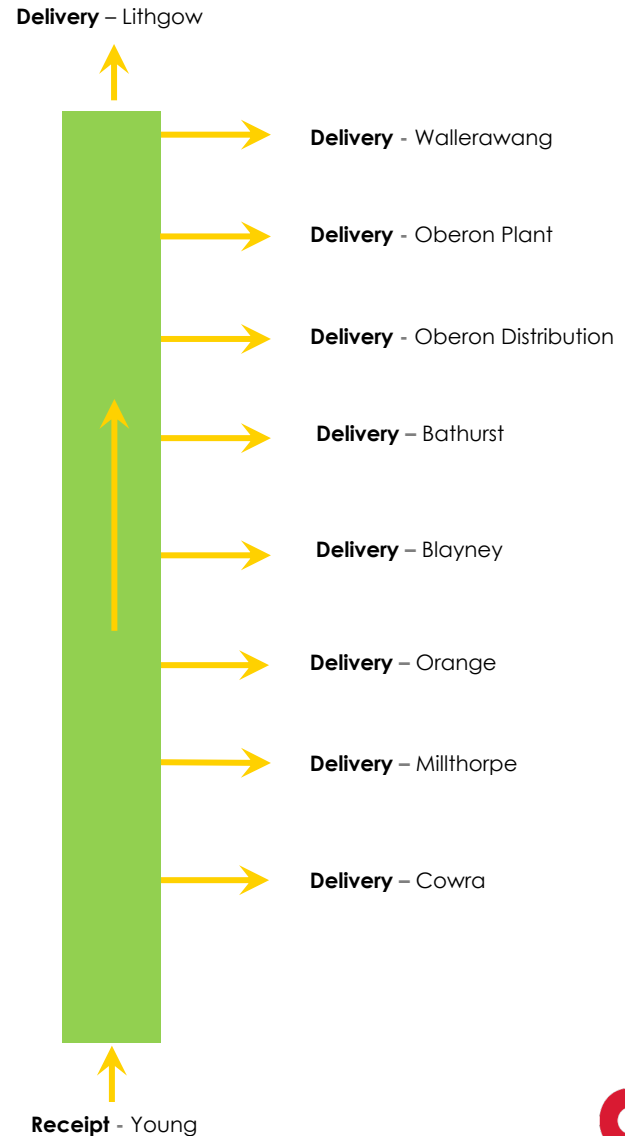 Delivery – Lithgow
Delivery - Wallerawang
Delivery - Oberon Plant
Delivery - Oberon Distribution
Delivery – Bathurst
Delivery – Blayney
Delivery – Orange
Delivery – Millthorpe
Delivery – Cowra
Receipt - Young